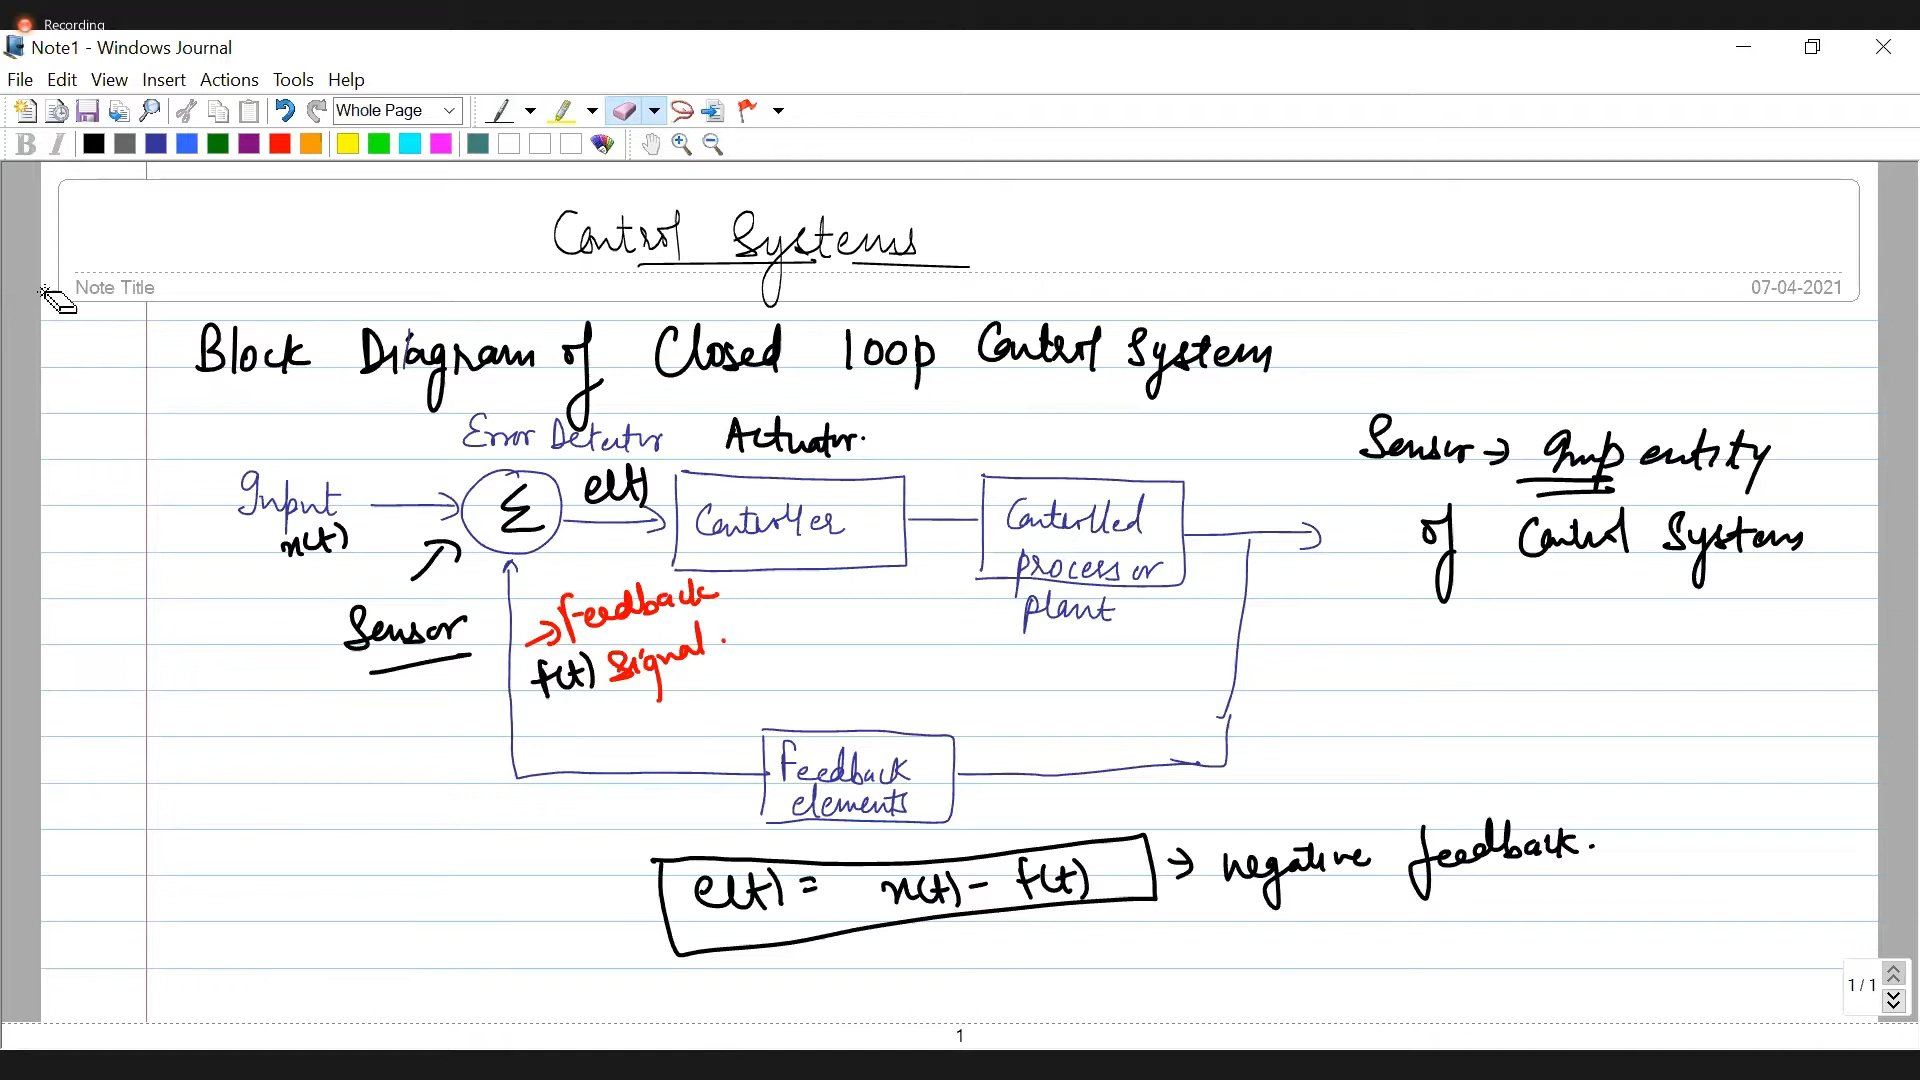 Recording
Note1 - Windows Journal
File Edit View Insert Actions Tools Help
Whole Page
B I
Control Systems
Note Title
07-04-2021
Block Diagram of Closed loop Control System
Error Detector Actuator.
Sensor → Imp entity
of Control Systems
Input
x(t)
Σ
e(t)
Controller
Controlled
process or
plant
Sensor
→ Feedback
f(t) Signal.
Feedback
elements
e(t) = x(t) - f(t) → negative feedback.
1 / 1
1